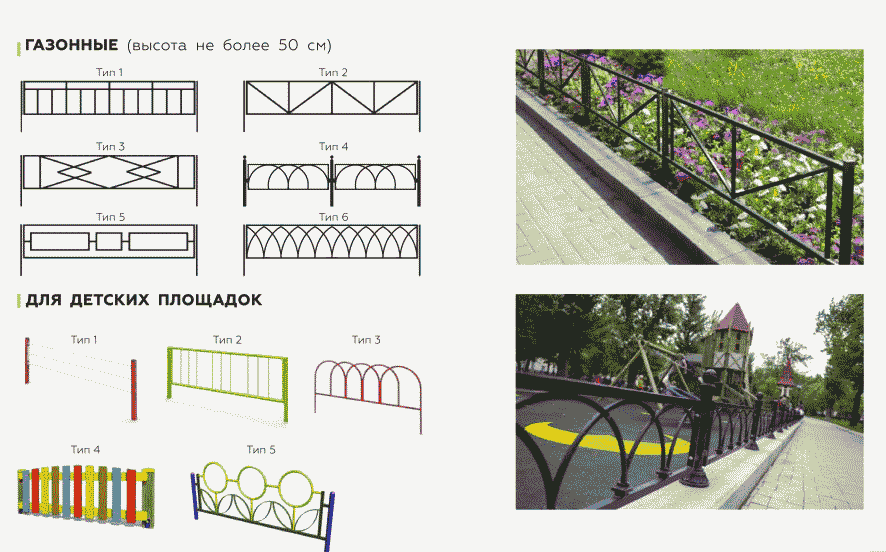 ГАЗОННЫЕ (высота не более 50 см)
Тип 1
Тип 2
Тип 3
Тип 4
Тип 5
Тип 6
ДЛЯ ДЕТСКИХ ПЛОЩАДОК
Тип 1
Тип 2
Тип 3
Тип 4
Тип 5